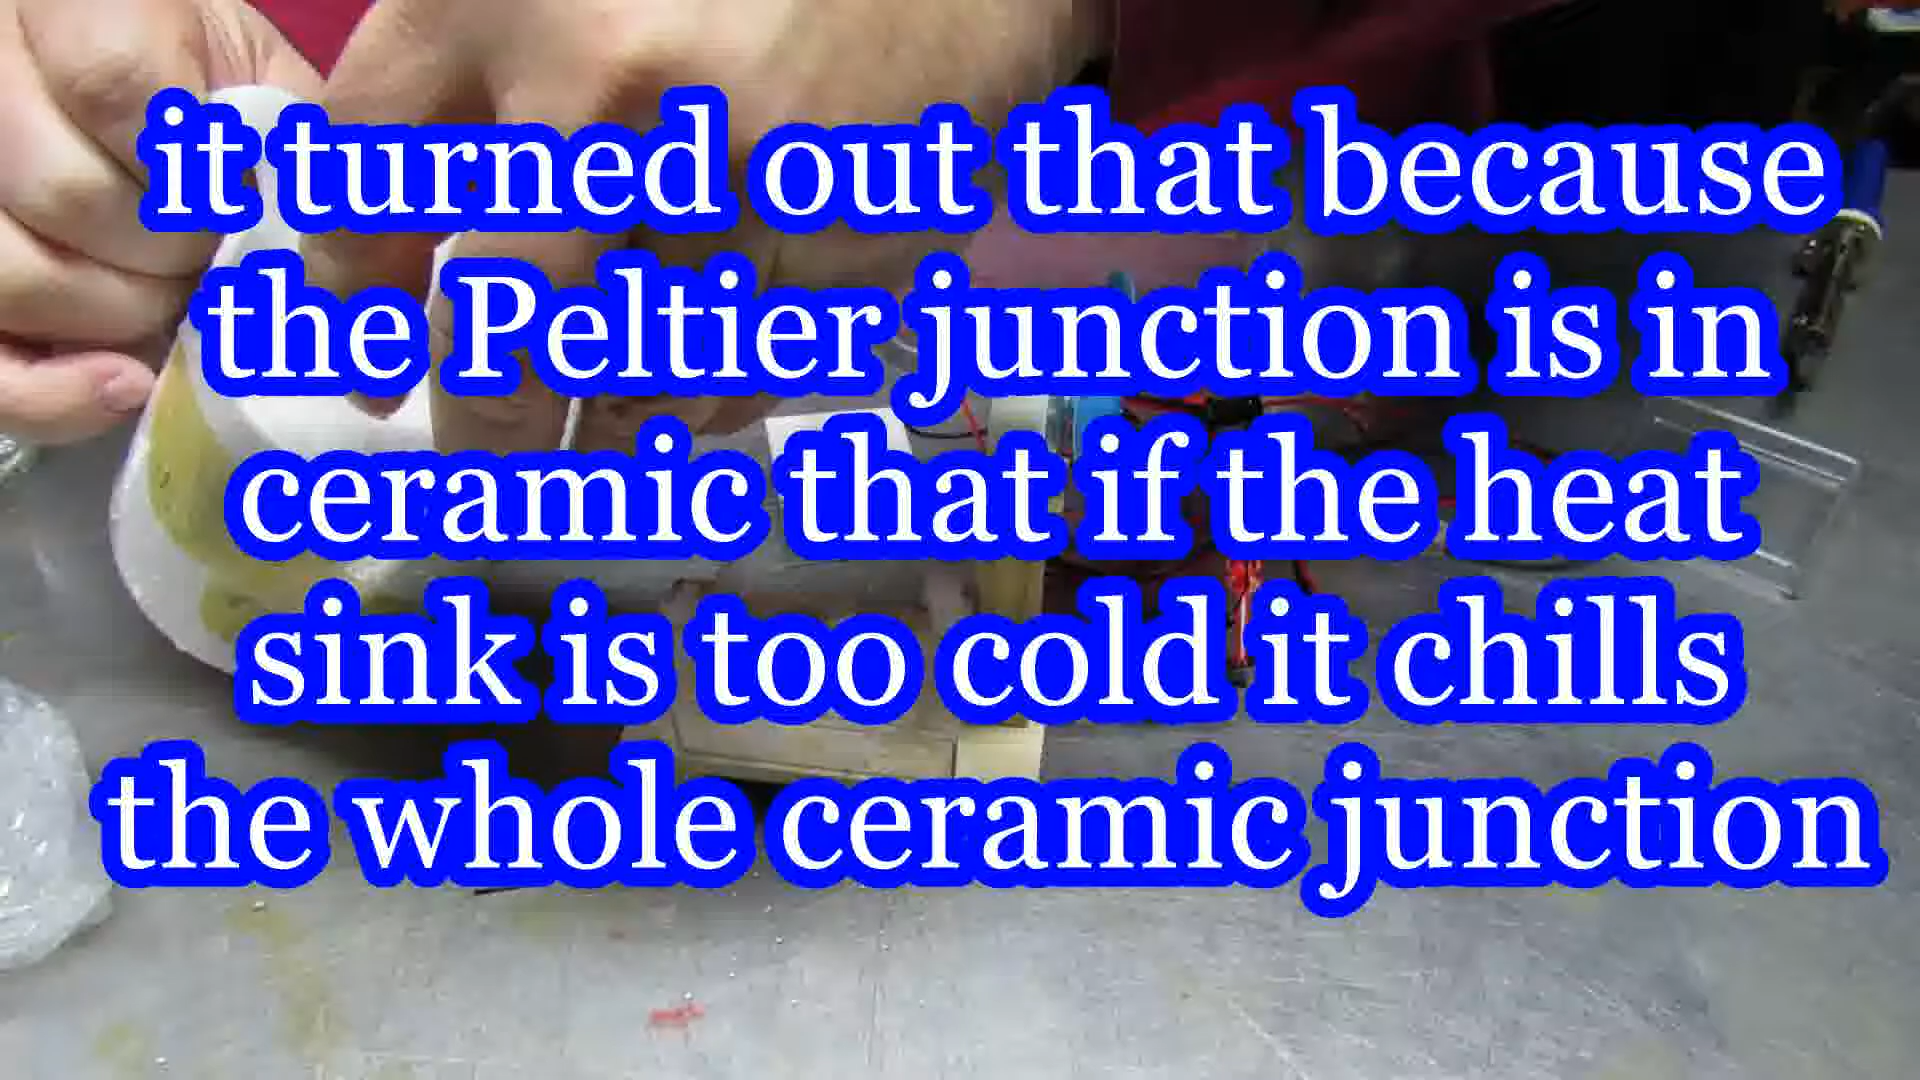 it turned out that because
the Peltier junction is in
ceramic that if the heat
sink is too cold it chills
the whole ceramic junction